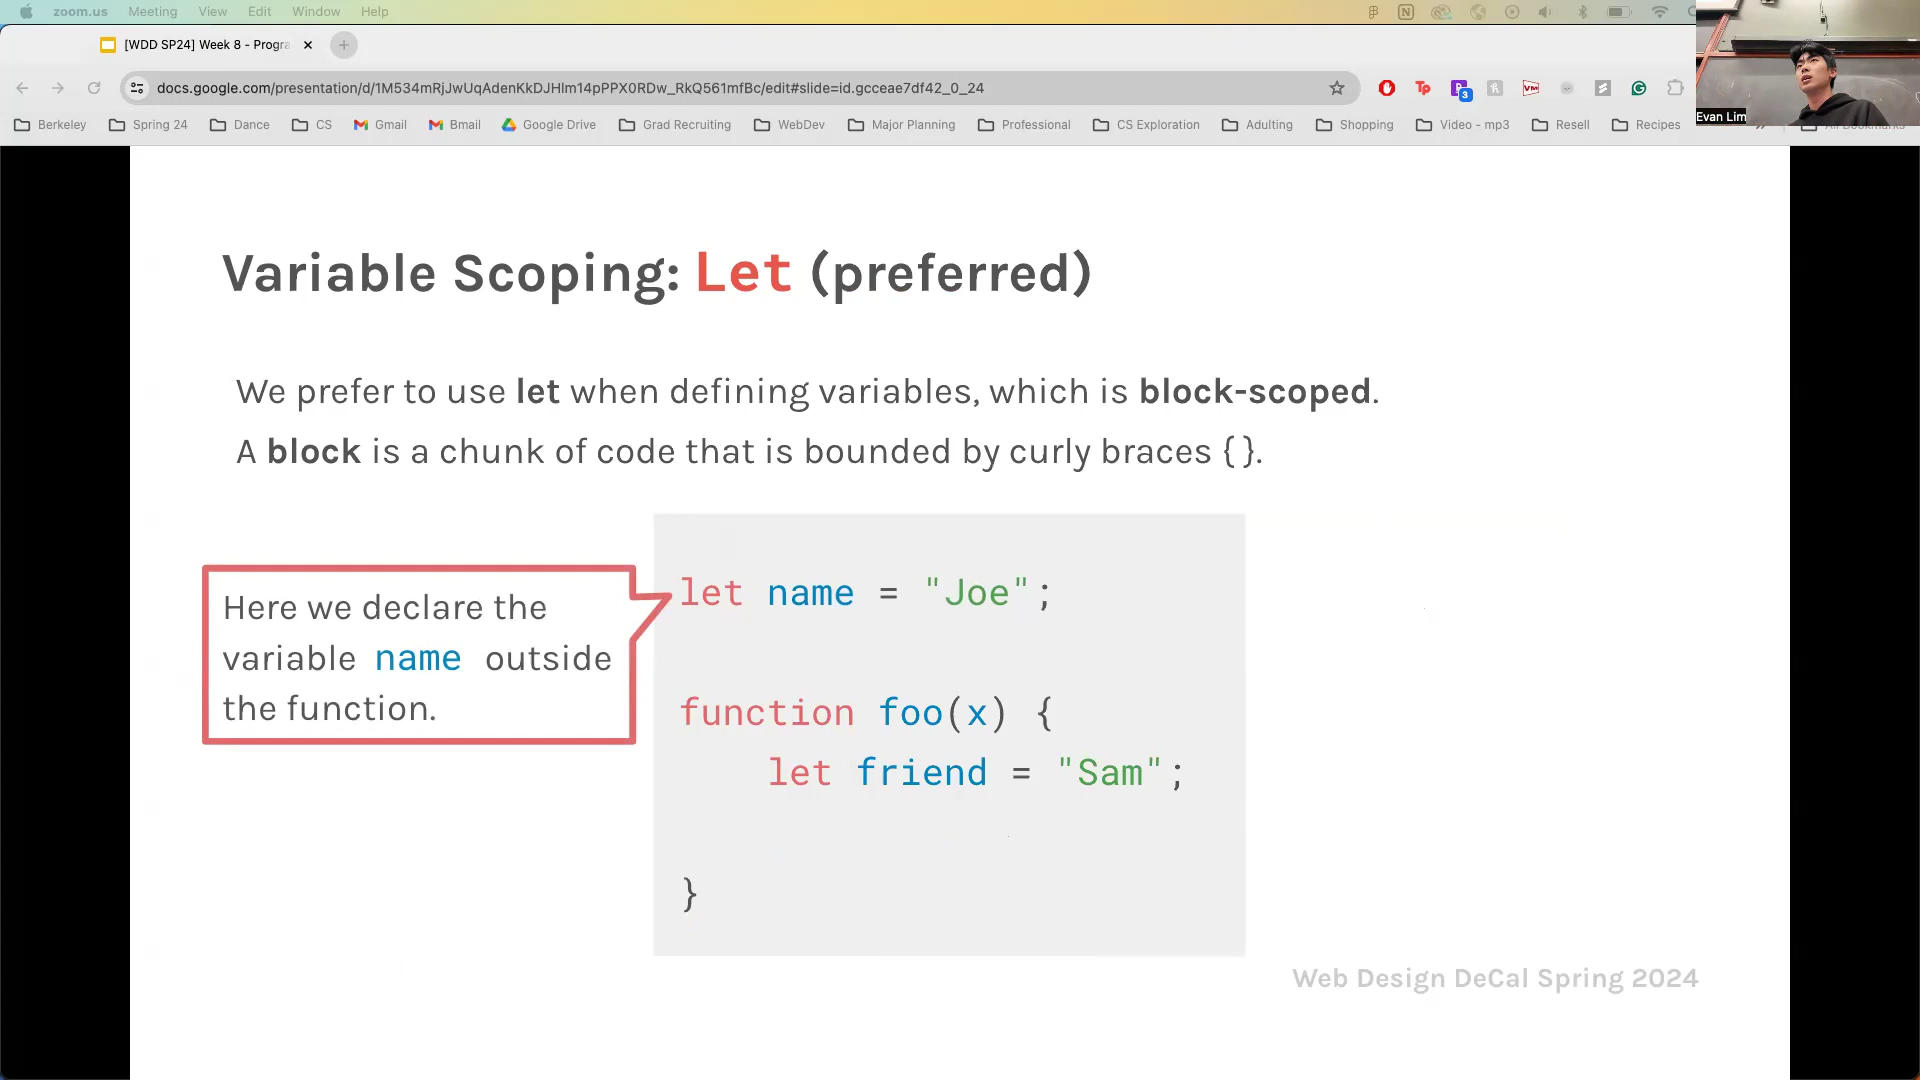 zoom.us Meeting View Edit Window Help
[WDD SP24] Week 8 - Progra
docs.google.com/presentation/d/1M534mRjJwUqAdenKkDJHlm14pPPX0RDw_RkQ561mfBc/edit#slide=id.gcceae7df42_0_24
Berkeley Spring 24 Dance CS Gmail Bmail Google Drive Grad Recruiting WebDev Major Planning Professional CS Exploration Adulting Shopping Video - mp3 Resell Recipes All Bookmarks
Evan Lim
Variable Scoping: Let (preferred)
We prefer to use let when defining variables, which is block-scoped.
A block is a chunk of code that is bounded by curly braces {}.
Here we declare the
variable name outside
the function.
let name = "Joe";
function foo(x) {
let friend = "Sam";
}
Web Design DeCal Spring 2024